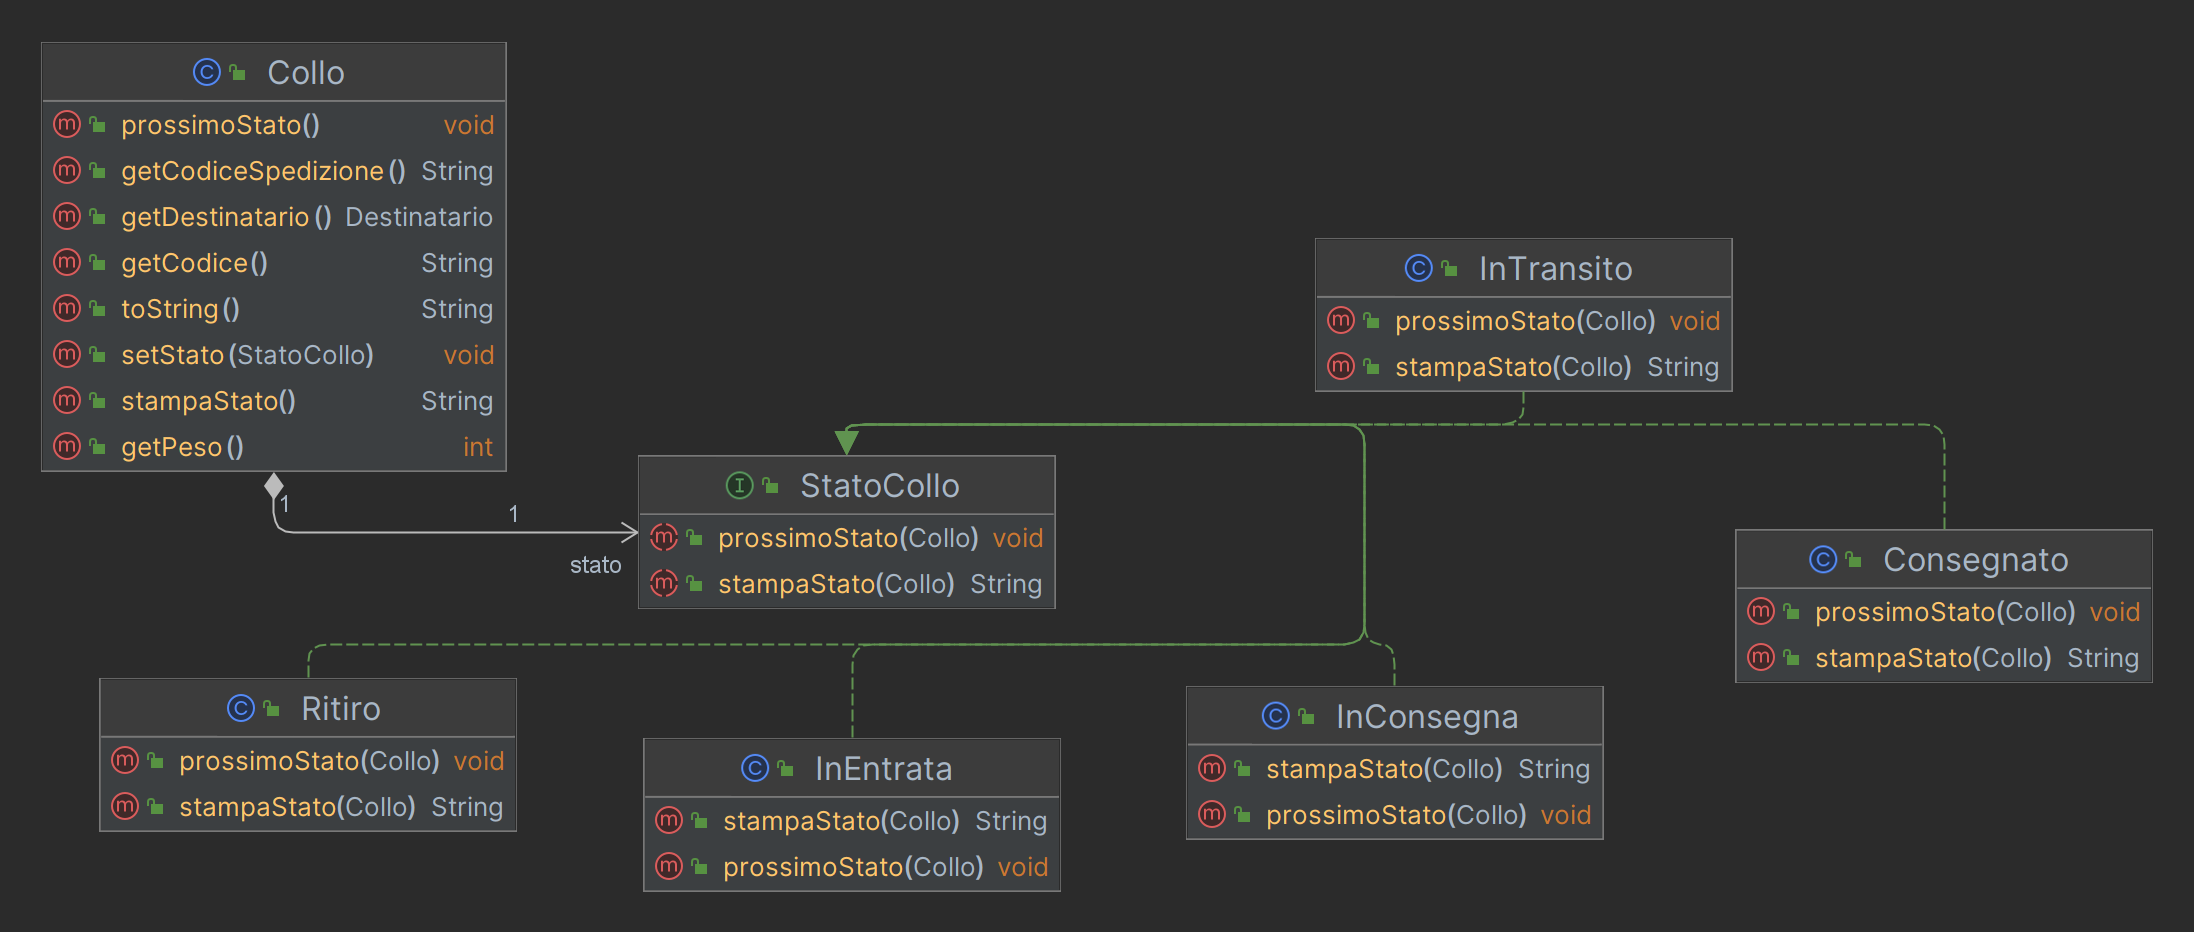 Collo
prossimoStato() void
getCodiceSpedizione() String
getDestinatario() Destinatario
getCodice() String
toString() String
setStato(StatoCollo) void
stampaStato() String
getPeso() int
1
1
stato
StatoCollo
prossimoStato(Collo) void
stampaStato(Collo) String
InTransito
prossimoStato(Collo) void
stampaStato(Collo) String
Consegnato
prossimoStato(Collo) void
stampaStato(Collo) String
Ritiro
prossimoStato(Collo) void
stampaStato(Collo) String
InEntrata
stampaStato(Collo) String
prossimoStato(Collo) void
InConsegna
stampaStato(Collo) String
prossimoStato(Collo) void